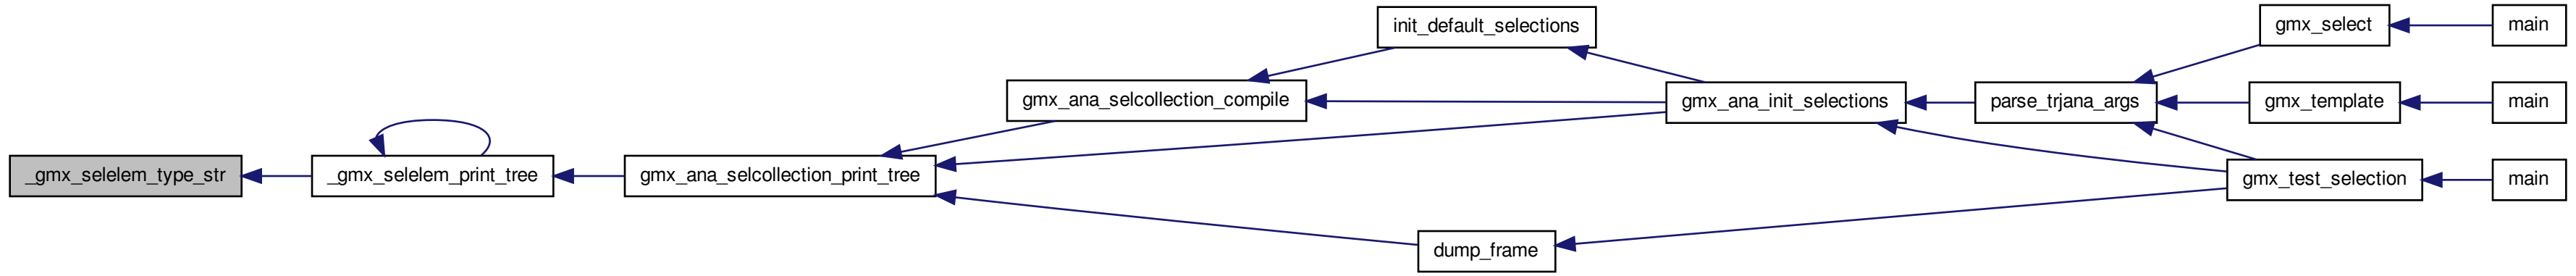 _gmx_selelem_type_str
_gmx_selelem_print_tree
gmx_ana_selcollection_print_tree
gmx_ana_selcollection_compile
init_default_selections
dump_frame
gmx_ana_init_selections
parse_trjana_args
gmx_select
main
gmx_template
main
gmx_test_selection
main